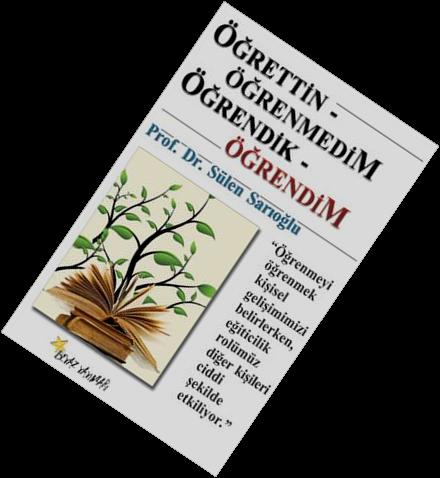 ÖĞRETTİN -
ÖĞRENMEDİM
ÖĞRENDİK -
ÖĞRENDİM
Prof. Dr. Sülen Sarıoğlu
“Öğrenmeyi
öğrenmek
kişisel
gelişimimizi
belirlerken,
eğiticilik
rolümüz
diğer kişileri
ciddi
şekilde
etkiliyor.”